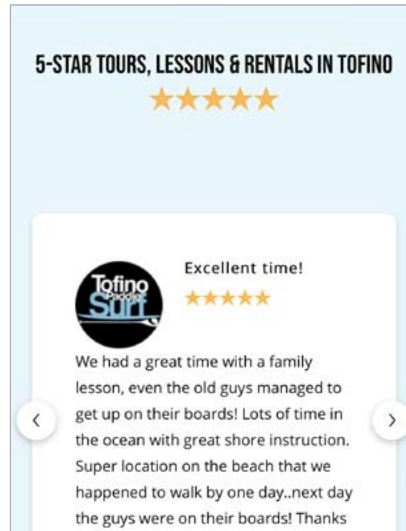 5-STAR TOURS, LESSONS & RENTALS IN TOFINO
Excellent time!
Tofino
Paddle
Surf
We had a great time with a family
lesson, even the old guys managed to
get up on their boards! Lots of time in
the ocean with great shore instruction.
Super location on the beach that we
happened to walk by one day..next day
the guys were on their boards! Thanks